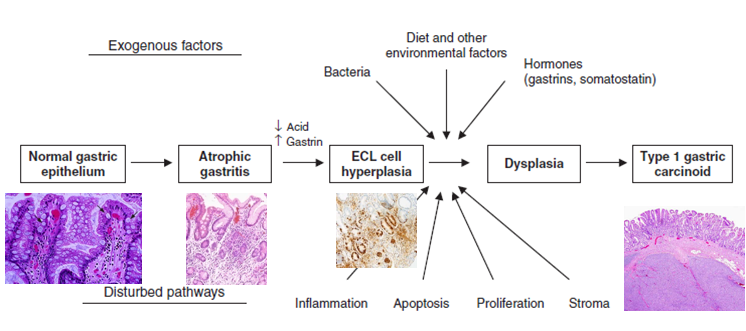 Exogenous factors
Diet and other
environmental factors
Bacteria
Hormones
(gastrins, somatostatin)
↓ Acid
↑ Gastrin
Normal gastric
epithelium
Atrophic
gastritis
ECL cell
hyperplasia
Dysplasia
Type 1 gastric
carcinoid
Disturbed pathways
Inflammation
Apoptosis
Proliferation
Stroma